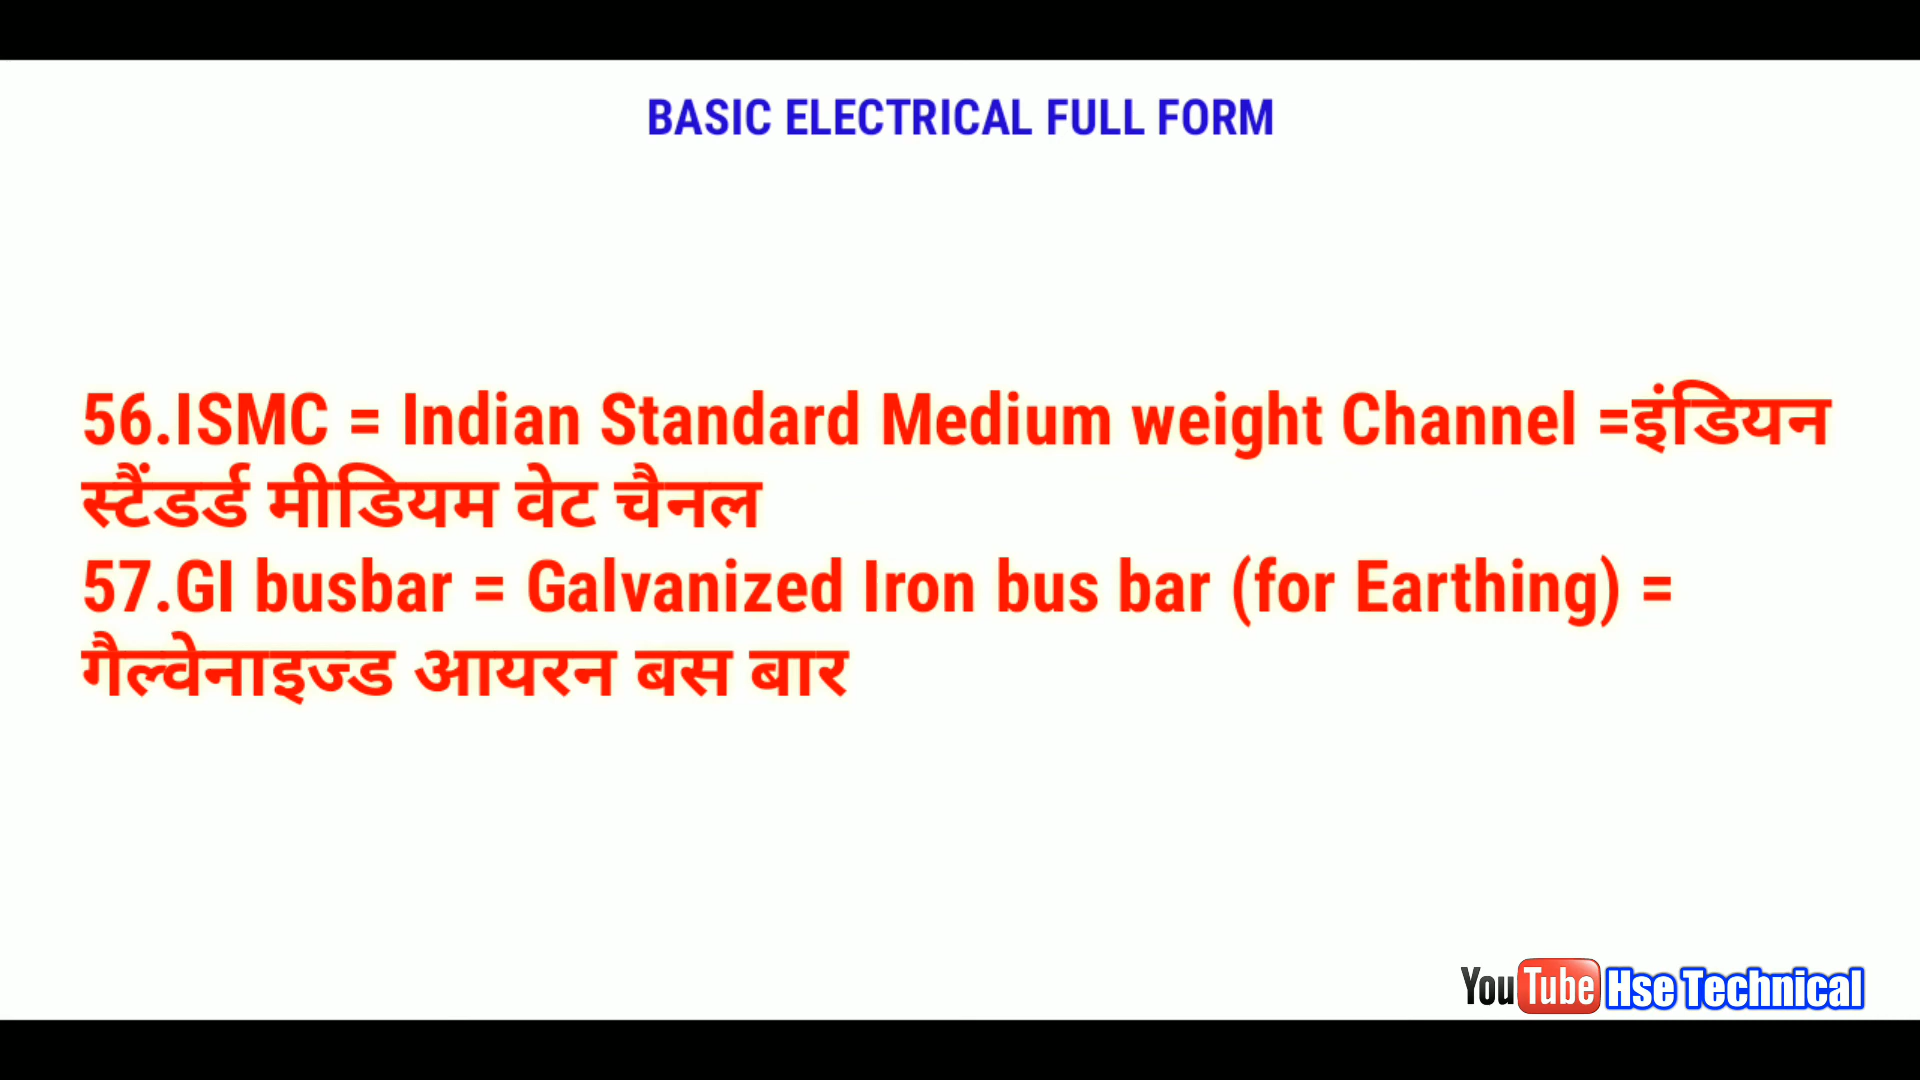 BASIC ELECTRICAL FULL FORM
56.ISMC = Indian Standard Medium weight Channel =इंडियन
स्टैंडर्ड मीडियम वेट चैनल
57.GI busbar = Galvanized Iron bus bar (for Earthing) =
गैल्वेनाइज्ड आयरन बस बार
YouTube Hse Technical